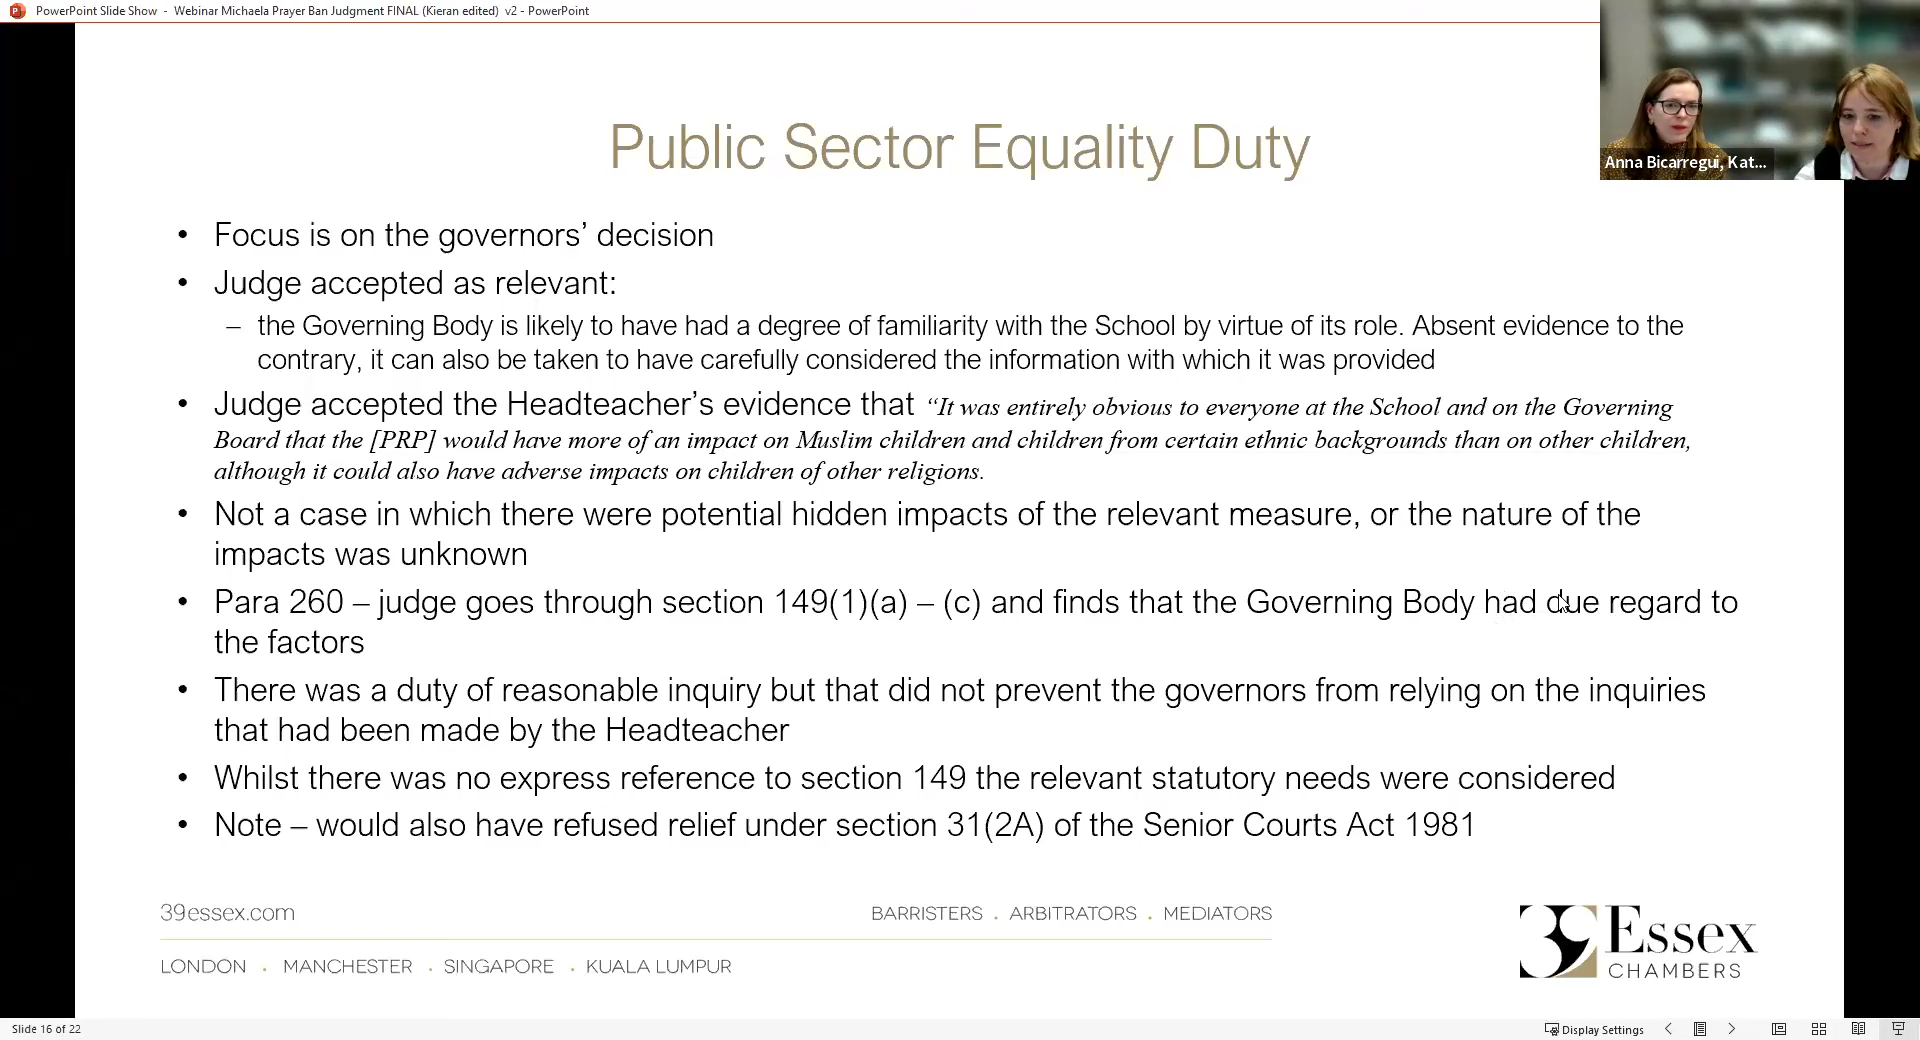 PowerPoint Slide Show - Webinar Michaela Prayer Ban Judgment FINAL (Kieran edited) v2 - PowerPoint
Anna Bicarregui, Kat...
Public Sector Equality Duty
• Focus is on the governors’ decision
• Judge accepted as relevant:
– the Governing Body is likely to have had a degree of familiarity with the School by virtue of its role. Absent evidence to the
contrary, it can also be taken to have carefully considered the information with which it was provided
• Judge accepted the Headteacher’s evidence that “It was entirely obvious to everyone at the School and on the Governing
Board that the [PRP] would have more of an impact on Muslim children and children from certain ethnic backgrounds than on other children,
although it could also have adverse impacts on children of other religions.
• Not a case in which there were potential hidden impacts of the relevant measure, or the nature of the
impacts was unknown
• Para 260 – judge goes through section 149(1)(a) – (c) and finds that the Governing Body had due regard to
the factors
• There was a duty of reasonable inquiry but that did not prevent the governors from relying on the inquiries
that had been made by the Headteacher
• Whilst there was no express reference to section 149 the relevant statutory needs were considered
• Note – would also have refused relief under section 31(2A) of the Senior Courts Act 1981
39essex.com
BARRISTERS . ARBITRATORS . MEDIATORS
LONDON . MANCHESTER . SINGAPORE . KUALA LUMPUR
39 Essex
CHAMBERS
Slide 16 of 22
Display Settings